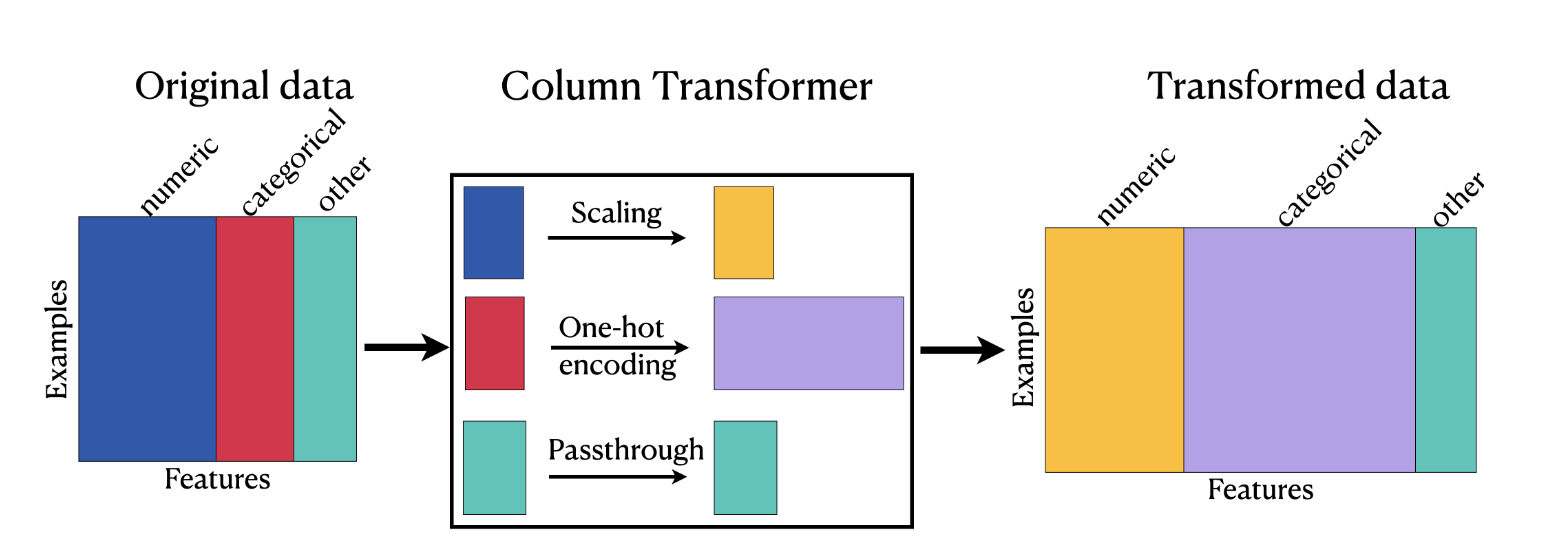 Original data
numeric
categorical
other
Examples
Features
Column Transformer
Scaling
One-hot
encoding
Passthrough
Transformed data
numeric
categorical
other
Examples
Features